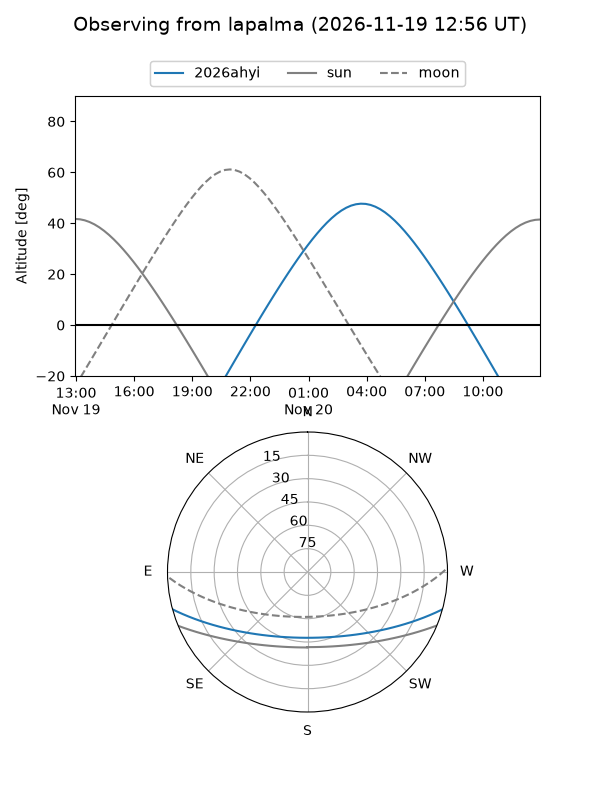 Observing from lapalma (2026-11-19 12:56 UT)
2026ahyi sun moon
80
60
40
20
0
−20
Altitude [deg]
13:00 16:00 19:00 22:00 01:00 04:00 07:00 10:00
Nov 19 Nov 20
N
NE NW
15
30
45
60
75
E W
SE SW
S